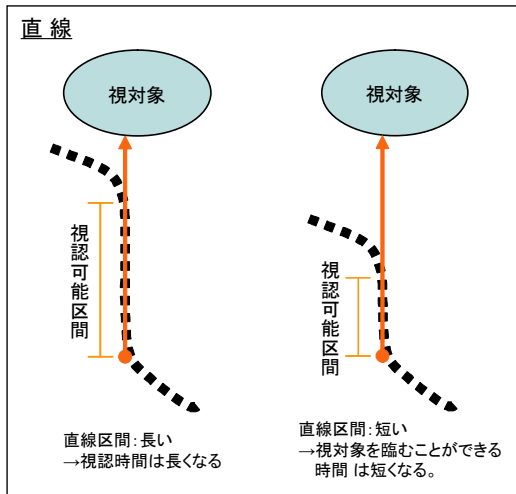 直線
視対象
視認可能区間
直線区間:長い
→視認時間は長くなる
視対象
視認可能区間
直線区間:短い
→視対象を臨むことができる
時間 は短くなる。